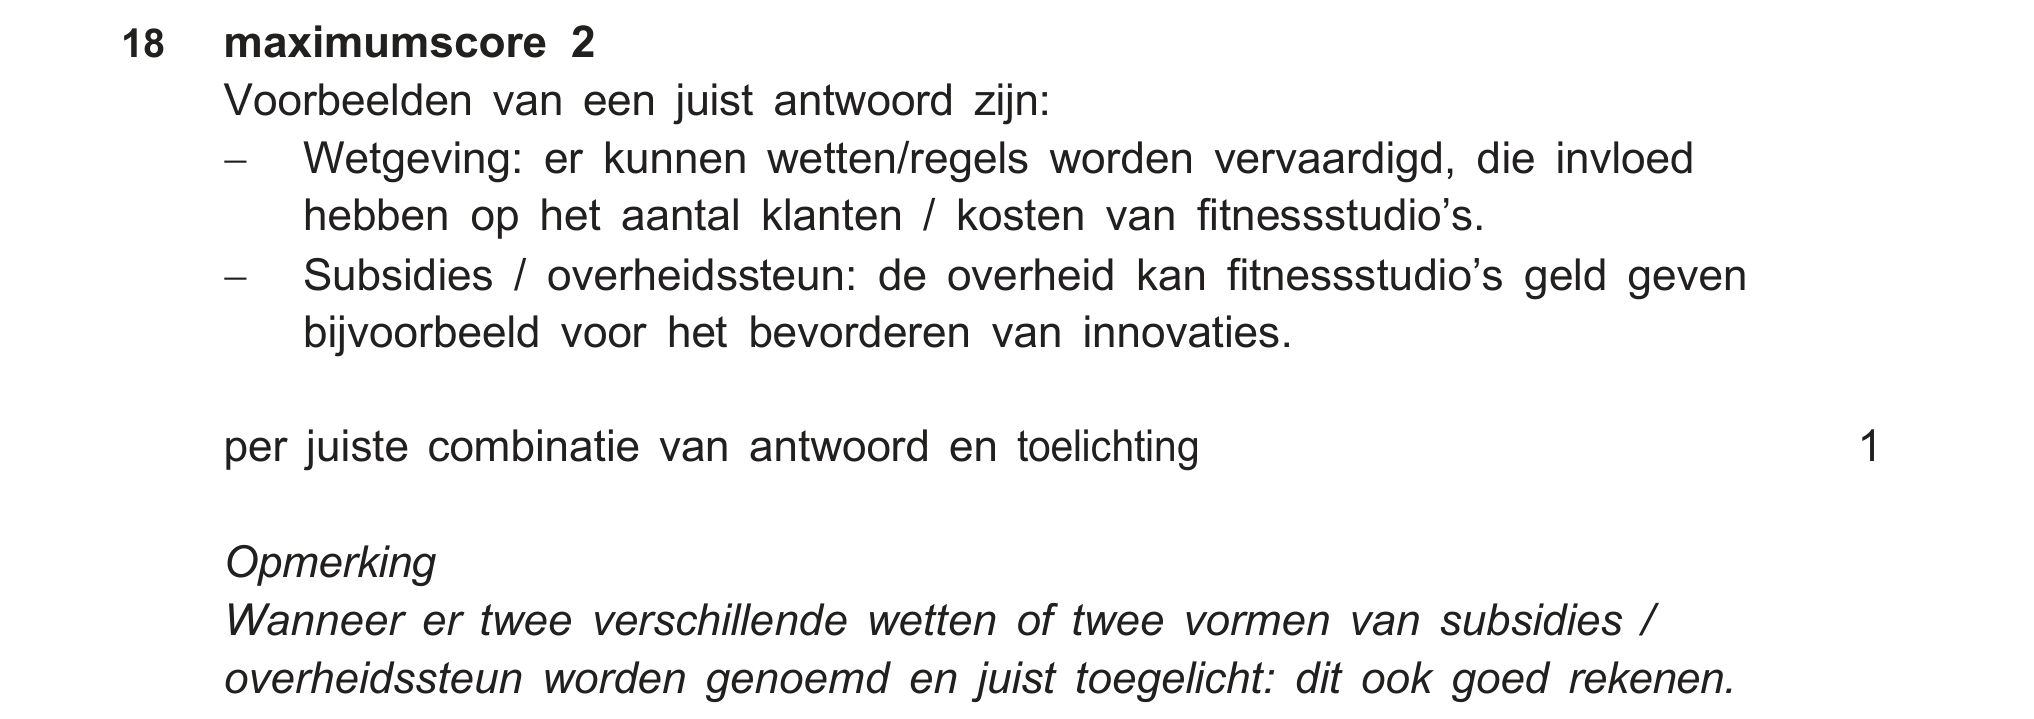 18 maximumscore 2
Voorbeelden van een juist antwoord zijn:
− Wetgeving: er kunnen wetten/regels worden vervaardigd, die invloed
hebben op het aantal klanten / kosten van fitnessstudio’s.
− Subsidies / overheidssteun: de overheid kan fitnessstudio’s geld geven
bijvoorbeeld voor het bevorderen van innovaties.
per juiste combinatie van antwoord en toelichting 1
Opmerking
Wanneer er twee verschillende wetten of twee vormen van subsidies /
overheidssteun worden genoemd en juist toegelicht: dit ook goed rekenen.